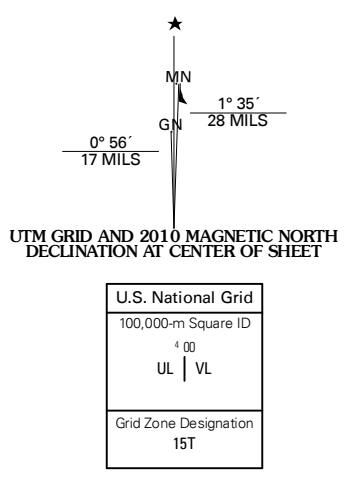 ★
MN
1° 35´
28 MILS
GN
0° 56´
17 MILS
UTM GRID AND 2010 MAGNETIC NORTH
DECLINATION AT CENTER OF SHEET
U.S. National Grid
100,000-m Square ID
4 00
UL | VL
Grid Zone Designation
15T